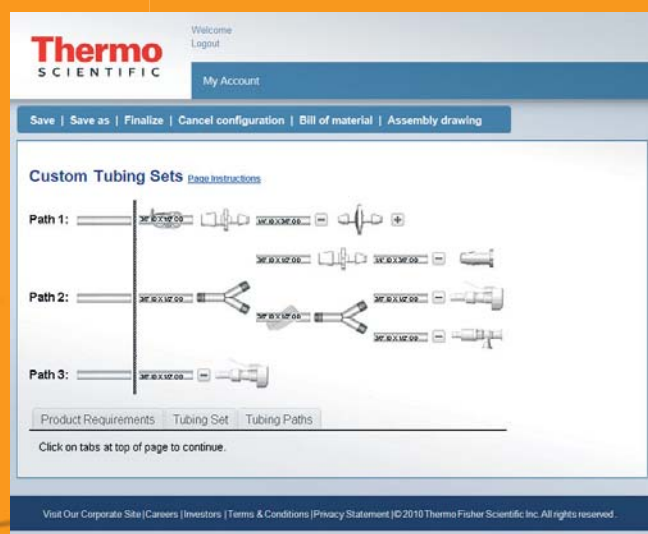 Thermo
SCIENTIFIC
Welcome
Logout
My Account
Save | Save as | Finalize | Cancel configuration | Bill of material | Assembly drawing
Custom Tubing Sets Page Instructions
Path 1:
Path 2:
Path 3:
Product Requirements Tubing Set Tubing Paths
Click on tabs at top of page to continue.
Visit Our Corporate Site |Careers |Investors |Terms & Conditions |Privacy Statement |© 2010 Thermo Fisher Scientific Inc. All rights reserved.